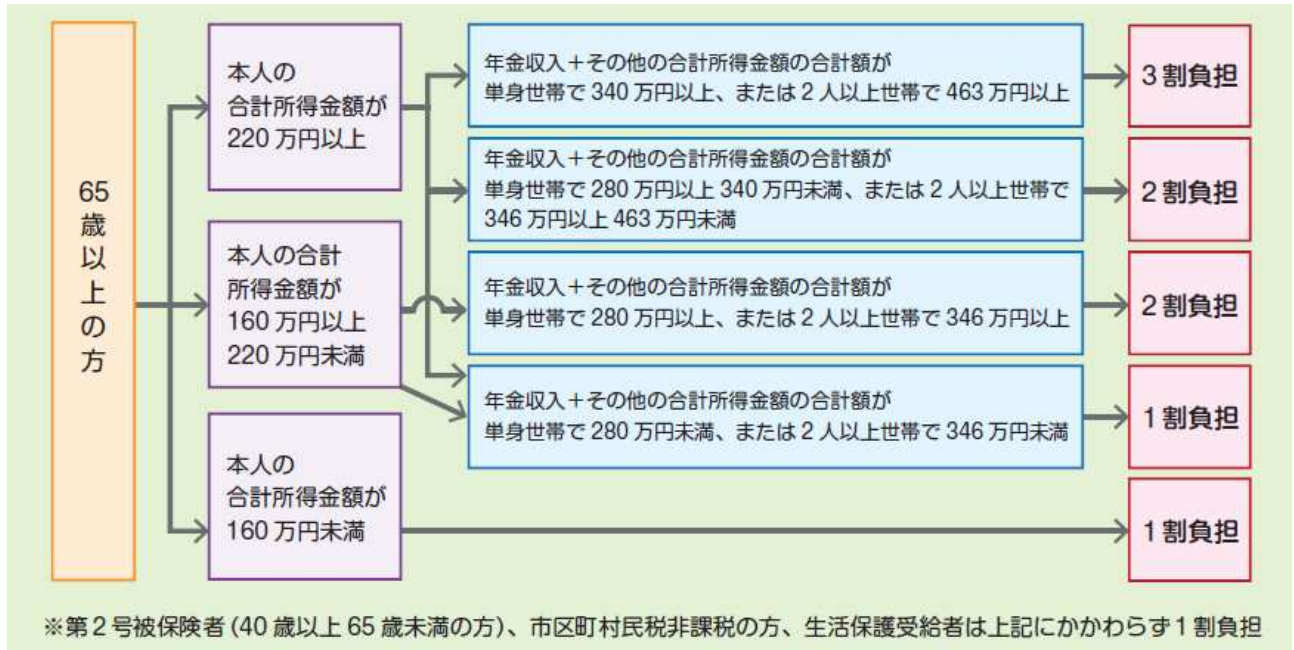 65歳以上の方
本人の
合計所得金額が
220万円以上
年金収入＋その他の合計所得金額の合計額が
単身世帯で340万円以上、または2人以上世帯で463万円以上
3割負担
年金収入＋その他の合計所得金額の合計額が
単身世帯で280万円以上340万円未満、または2人以上世帯で
346万円以上463万円未満
2割負担
本人の合計
所得金額が
160万円以上
220万円未満
年金収入＋その他の合計所得金額の合計額が
単身世帯で280万円以上、または2人以上世帯で346万円以上
2割負担
年金収入＋その他の合計所得金額の合計額が
単身世帯で280万円未満、または2人以上世帯で346万円未満
1割負担
本人の
合計所得金額が
160万円未満
1割負担
※第2号被保険者(40歳以上65歳未満の方)、市区町村民税非課税の方、生活保護受給者は上記にかかわらず1割負担